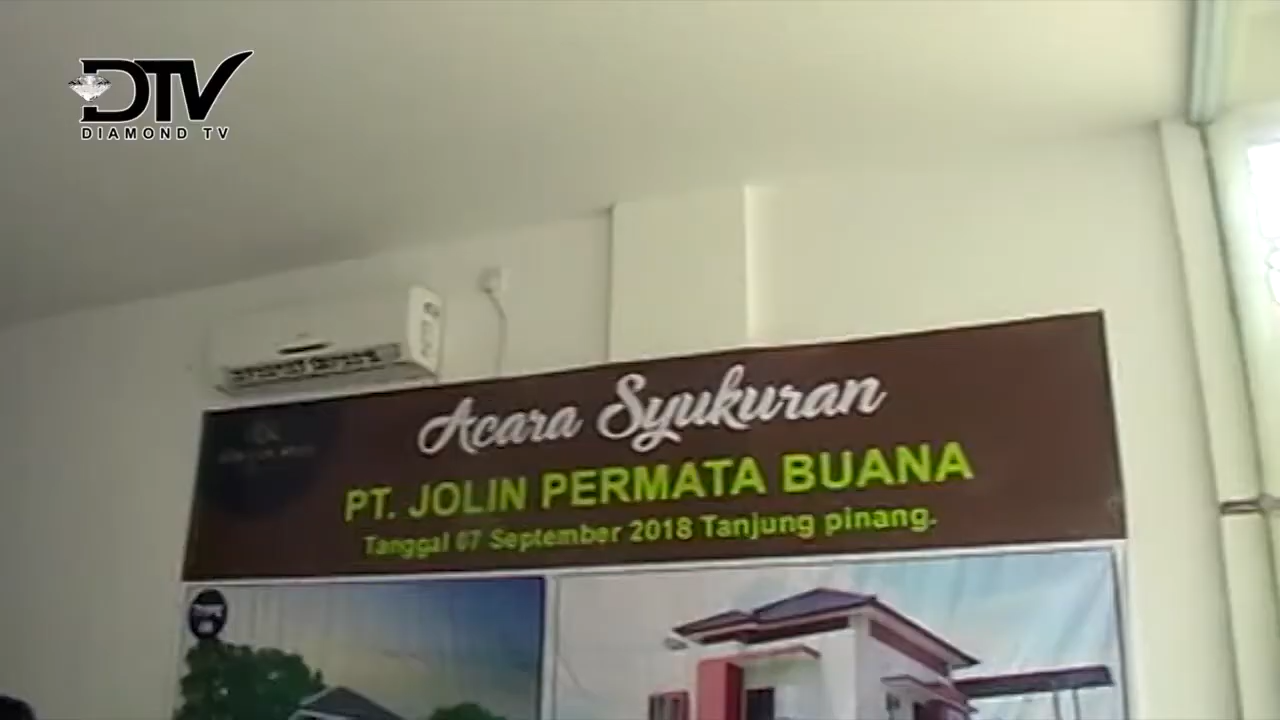 DTV
DIAMOND TV
Acara Syukuran
PT. JOLIN PERMATA BUANA
Tanggal 07 September 2018 Tanjung pinang.